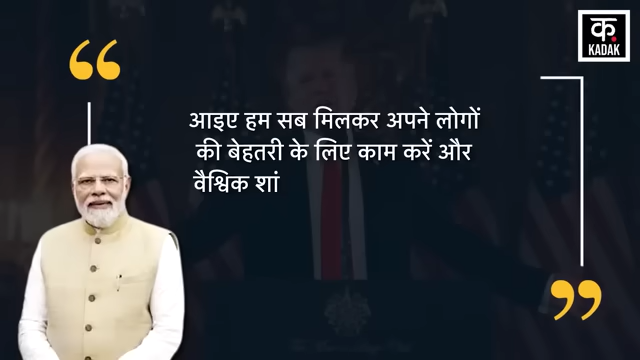 क
KADAK
आइए हम सब मिलकर अपने लोगों
की बेहतरी के लिए काम करें और
वैश्विक शां